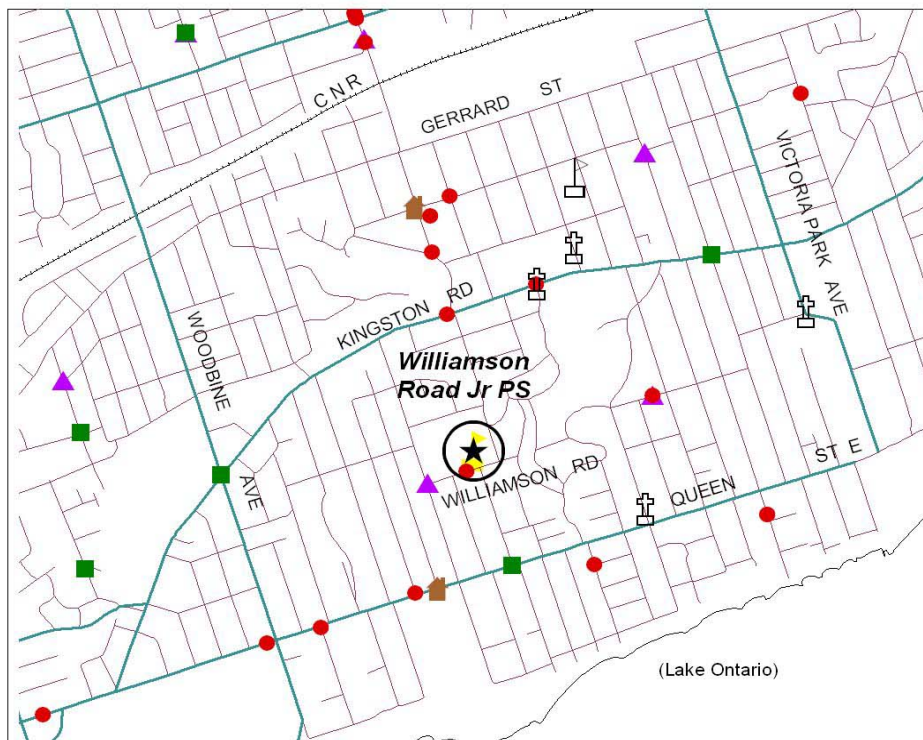 C N R
GERRARD ST
VICTORIA PARK AVE
KINGSTON RD
WOODBINE AVE
Williamson
Road Jr PS
WILLIAMSON RD
QUEEN ST E
(Lake Ontario)